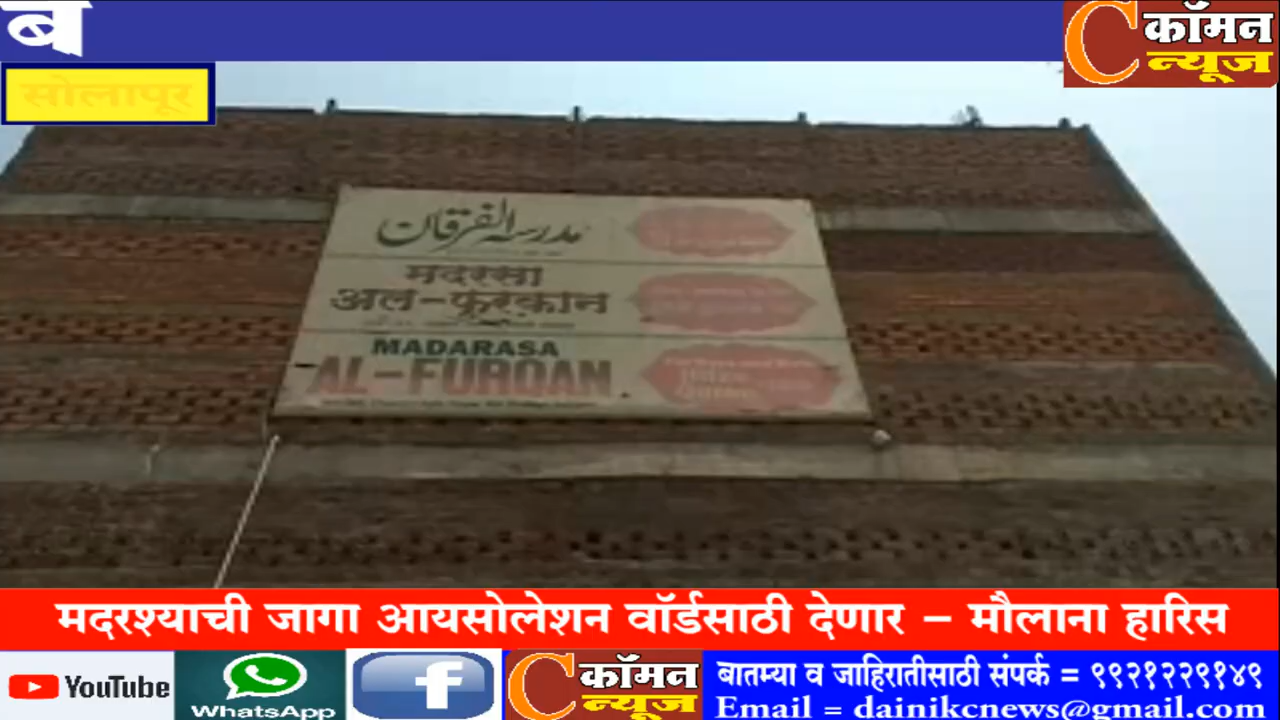 ब
कॉमन
न्यूज
सोलापूर
مدرسہ الفرقان
मदरसा
अल-फूरक़ान
MADARASA
AL-FURQAN
मदरश्याची जागा आयसोलेशन वॉर्डसाठी देणार – मौलाना हारिस
YouTube
WhatsApp
f
कॉमन
न्यूज
बातम्या व जाहिरातीसाठी संपर्क = ९९२१२२९१४९
Email = dainikcnews@gmail.com